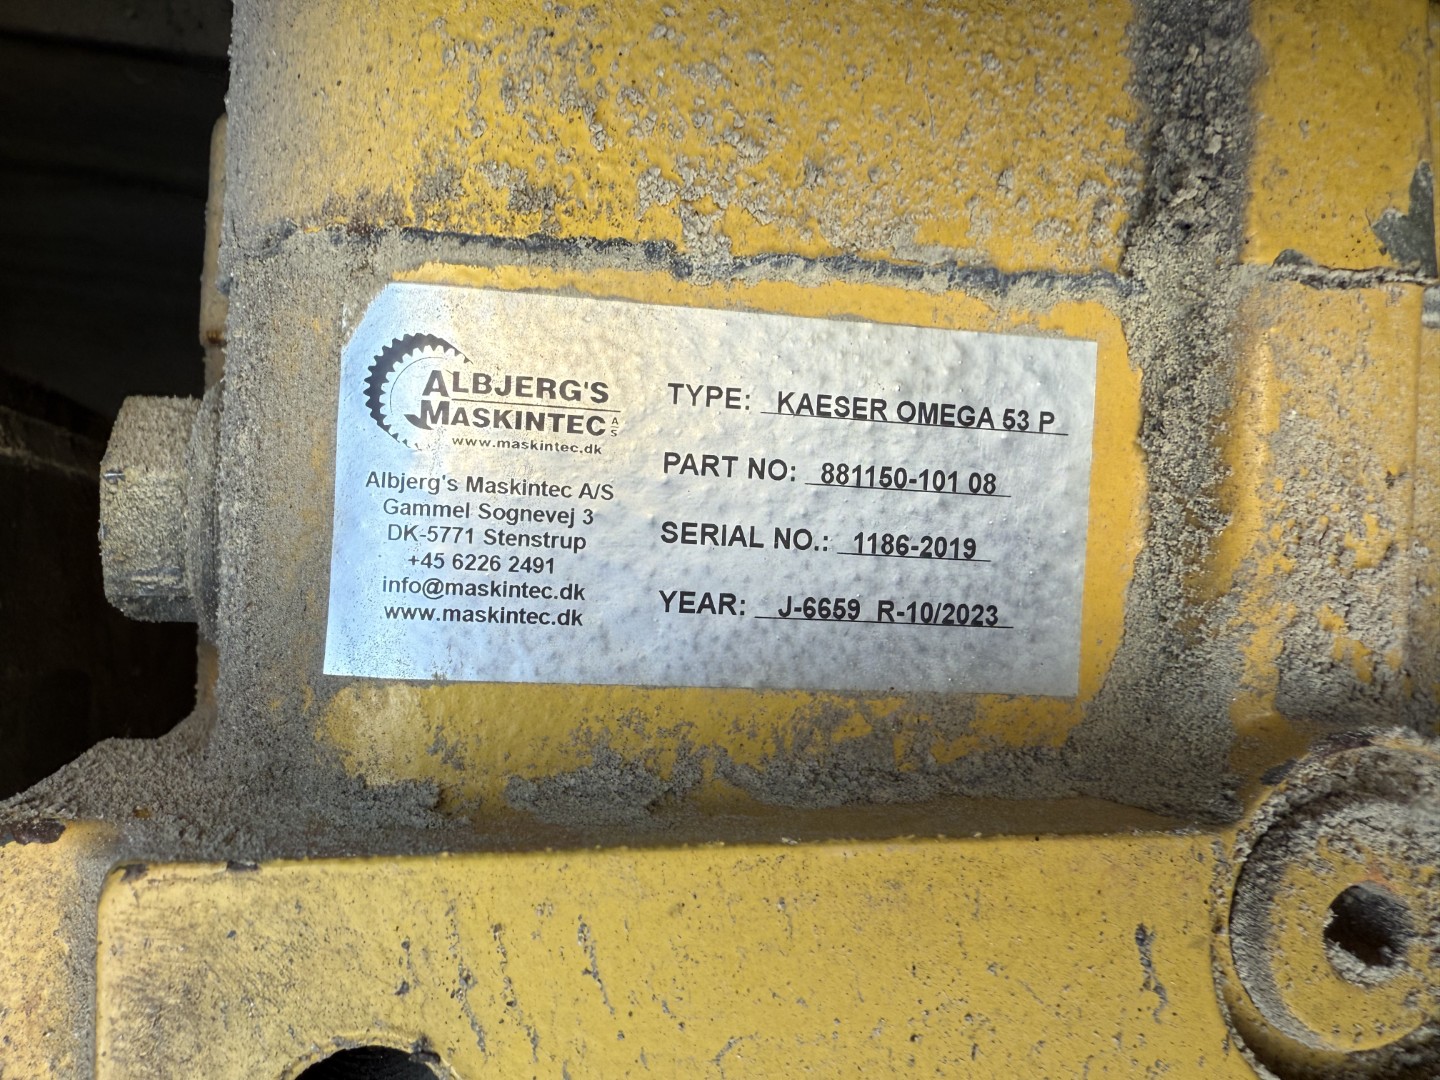 ALBJERG'S
MASKINTEC A/S
www.maskintec.dk
Albjerg's Maskintec A/S
Gammel Sognevej 3
DK-5771 Stenstrup
+45 6226 2491
info@maskintec.dk
www.maskintec.dk
TYPE: KAESER OMEGA 53 P
PART NO: 881150-101 08
SERIAL NO.: 1186-2019
YEAR: J-6659 R-10/2023